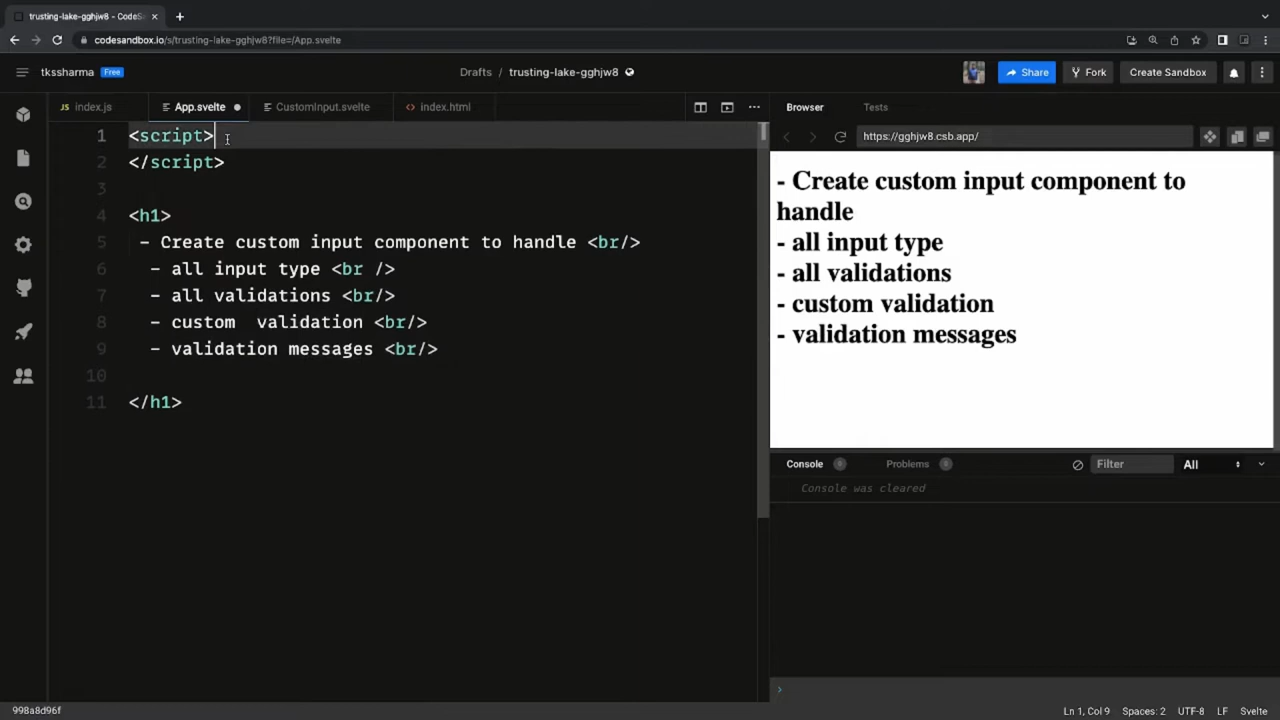 trusting-lake-gghjw8 - CodeSa
codesandbox.io/s/trusting-lake-gghjw8?file=/App.svelte
tkssharma Free
Drafts / trusting-lake-gghjw8
Share Fork Create Sandbox
index.js App.svelte CustomInput.svelte index.html
Browser Tests
https://gghjw8.csb.app/
1 <script>
2 </script>
3
4 <h1>
5 - Create custom input component to handle <br/>
6 - all input type <br />
7 - all validations <br/>
8 - custom  validation <br/>
9 - validation messages <br/>
10
11 </h1>
- Create custom input component to
handle
- all input type
- all validations
- custom validation
- validation messages
Console 0 Problems 0 Filter All
Console was cleared
998a8d96f
Ln 1, Col 9 Spaces: 2 UTF-8 LF Svelte